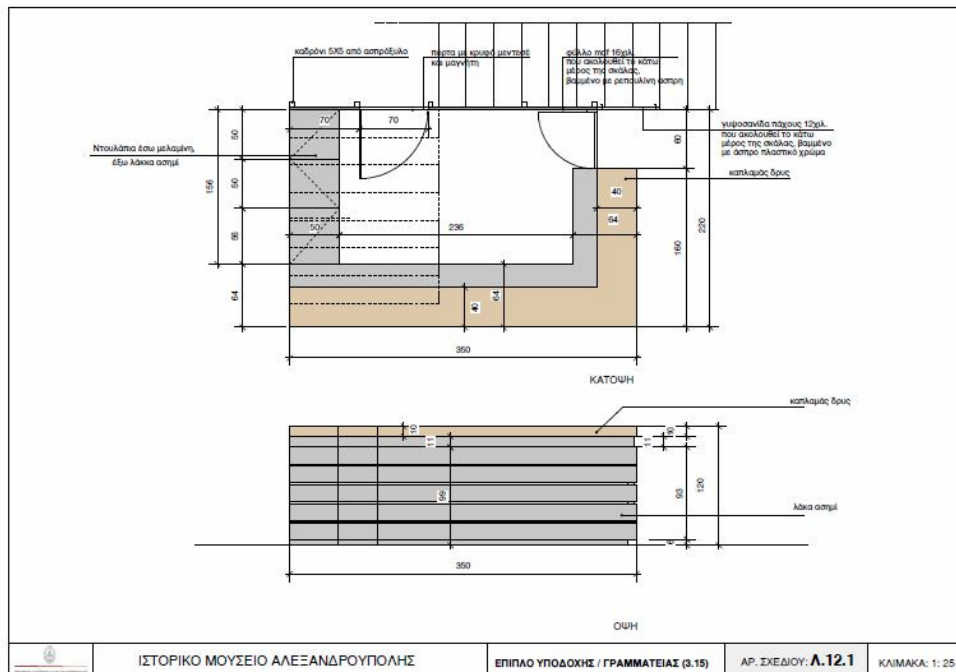 καδρόνι 5Χ5 από ασπρόξυλο
πόρτα με κρυφό μεντεσέ
και μαγνήτη
φύλλο mdf 16χιλ.
που ακολουθεί το κάτω
μέρος της σκάλας,
βαμμένο με ρεπουλίνη άσπρη
γυψοσανίδα πάχους 12χιλ.
που ακολουθεί το κάτω
μέρος της σκάλας, βαμμένο
με άσπρο πλαστικό χρώμα
καπλαμάς δρυς
Ντουλάπια έσω μελαμίνη,
έξω λάκκα ασημί
70 70
50
50
56
156
64
50 236
40
64
60
160
220
40
64
350
ΚΑΤΟΨΗ
καπλαμάς δρυς
10
11
99
11
10
93
120
6
λάκα ασημί
350
ΟΨΗ
ΙΣΤΟΡΙΚΟ ΜΟΥΣΕΙΟ ΑΛΕΞΑΝΔΡΟΥΠΟΛΗΣ
ΕΠΙΠΛΟ ΥΠΟΔΟΧΗΣ / ΓΡΑΜΜΑΤΕΙΑΣ (3.15)
ΑΡ. ΣΧΕΔΙΟΥ: Λ.12.1
ΚΛΙΜΑΚΑ: 1: 25